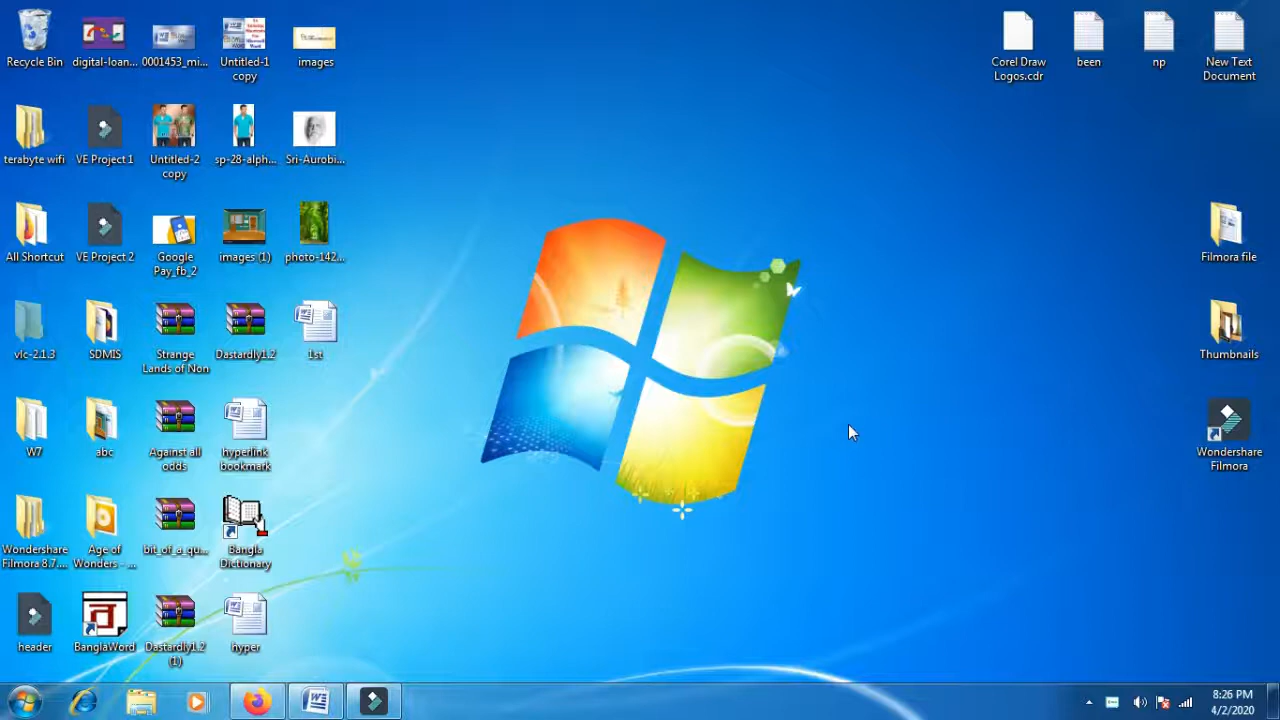 Recycle Bin
digital-loan...
0001453_mi...
Untitled-1
copy
images
Corel Draw
Logos.cdr
been
np
New Text
Document
terabyte wifi
VE Project 1
Untitled-2
copy
sp-28-alph...
Sri-Aurobi...
All Shortcut
VE Project 2
Google
Pay_fb_2
images (1)
photo-142...
Filmora file
vlc-2.1.3
SDMIS
Strange
Lands of Non
Dastardly1.2
1st
Thumbnails
W7
abc
Against all
odds
hyperlink
bookmark
Wondershare
Filmora
Wondershare
Filmora 8.7....
Age of
Wonders - ...
bit_of_a_qu...
Bangla
Dictionary
header
BanglaWord
Dastardly1.2
(1)
hyper
8:26 PM
4/2/2020